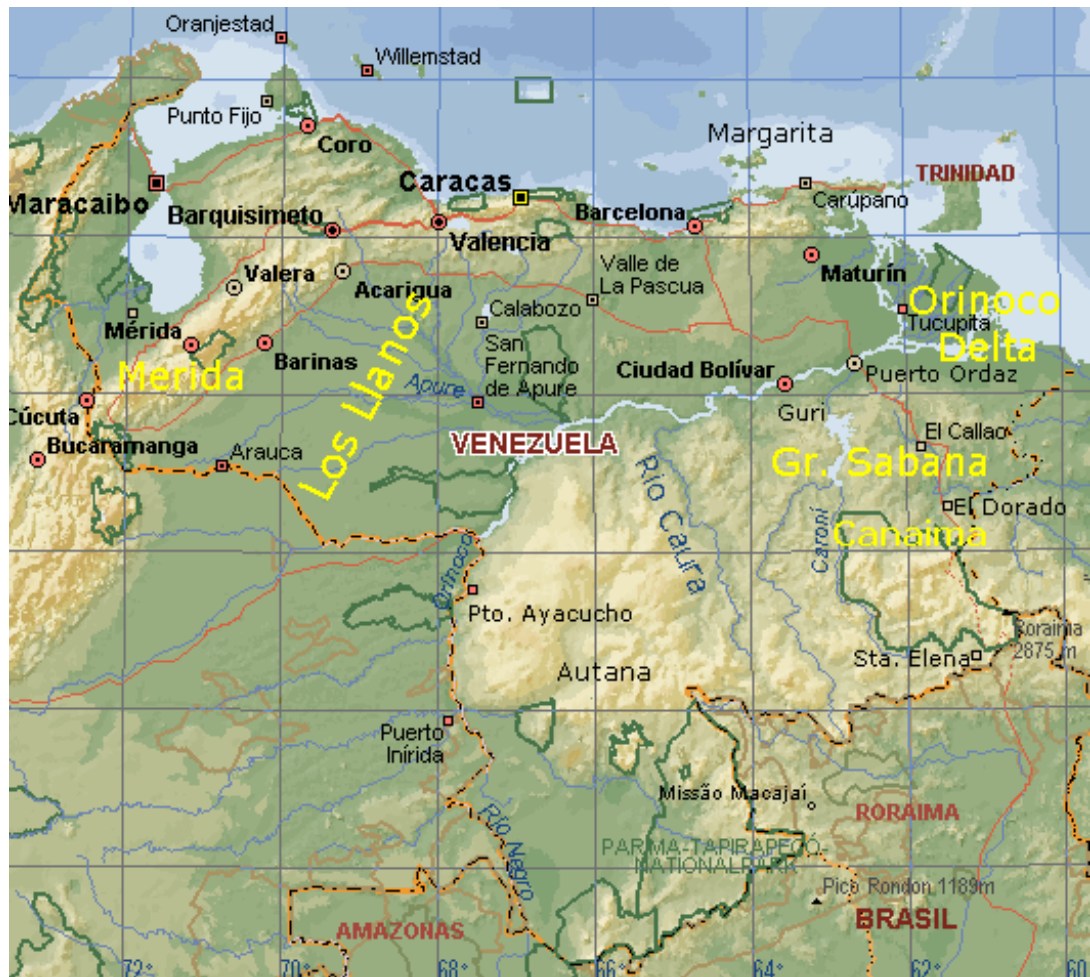 Oranjestad
Willemstad
Punto Fijo
Coro
Margarita
Caracas
TRINIDAD
Maracaibo
Barquisimeto
Barcelona
Carúpano
Valencia
Valle de
La Pascua
Maturín
Valera
Acarigua
Calabozo
Orinoco
Delta
Tucupita
Mérida
Barinas
San
Fernando
de Apure
Merida
Los Llanos
Apure
Ciudad Bolívar
Puerto Ordaz
Cúcuta
Guri
Bucaramanga
Arauca
VENEZUELA
El Callao
Gr. Sabana
Río Caura
El Dorado
Canaima
Caroní
Orinoco
Pto. Ayacucho
Roraima
2875 m
Sta. Elena
Autana
Puerto
Inírida
Missão Macajaí
RORAIMA
Río Negro
PARIMA-TAPIRAPECÓ-
NATIONALPARK
Pico Rondon 1189m
BRASIL
AMAZONAS
72° 70° 68° 66° 64° 62° 60